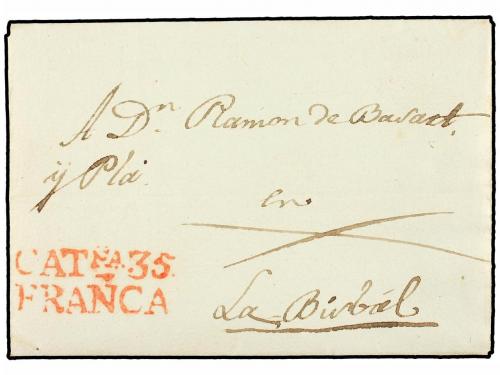 A Dn. Ramon de Basart.
y Pla.
en
CATÑA.35
FRANCA
La Bisbal